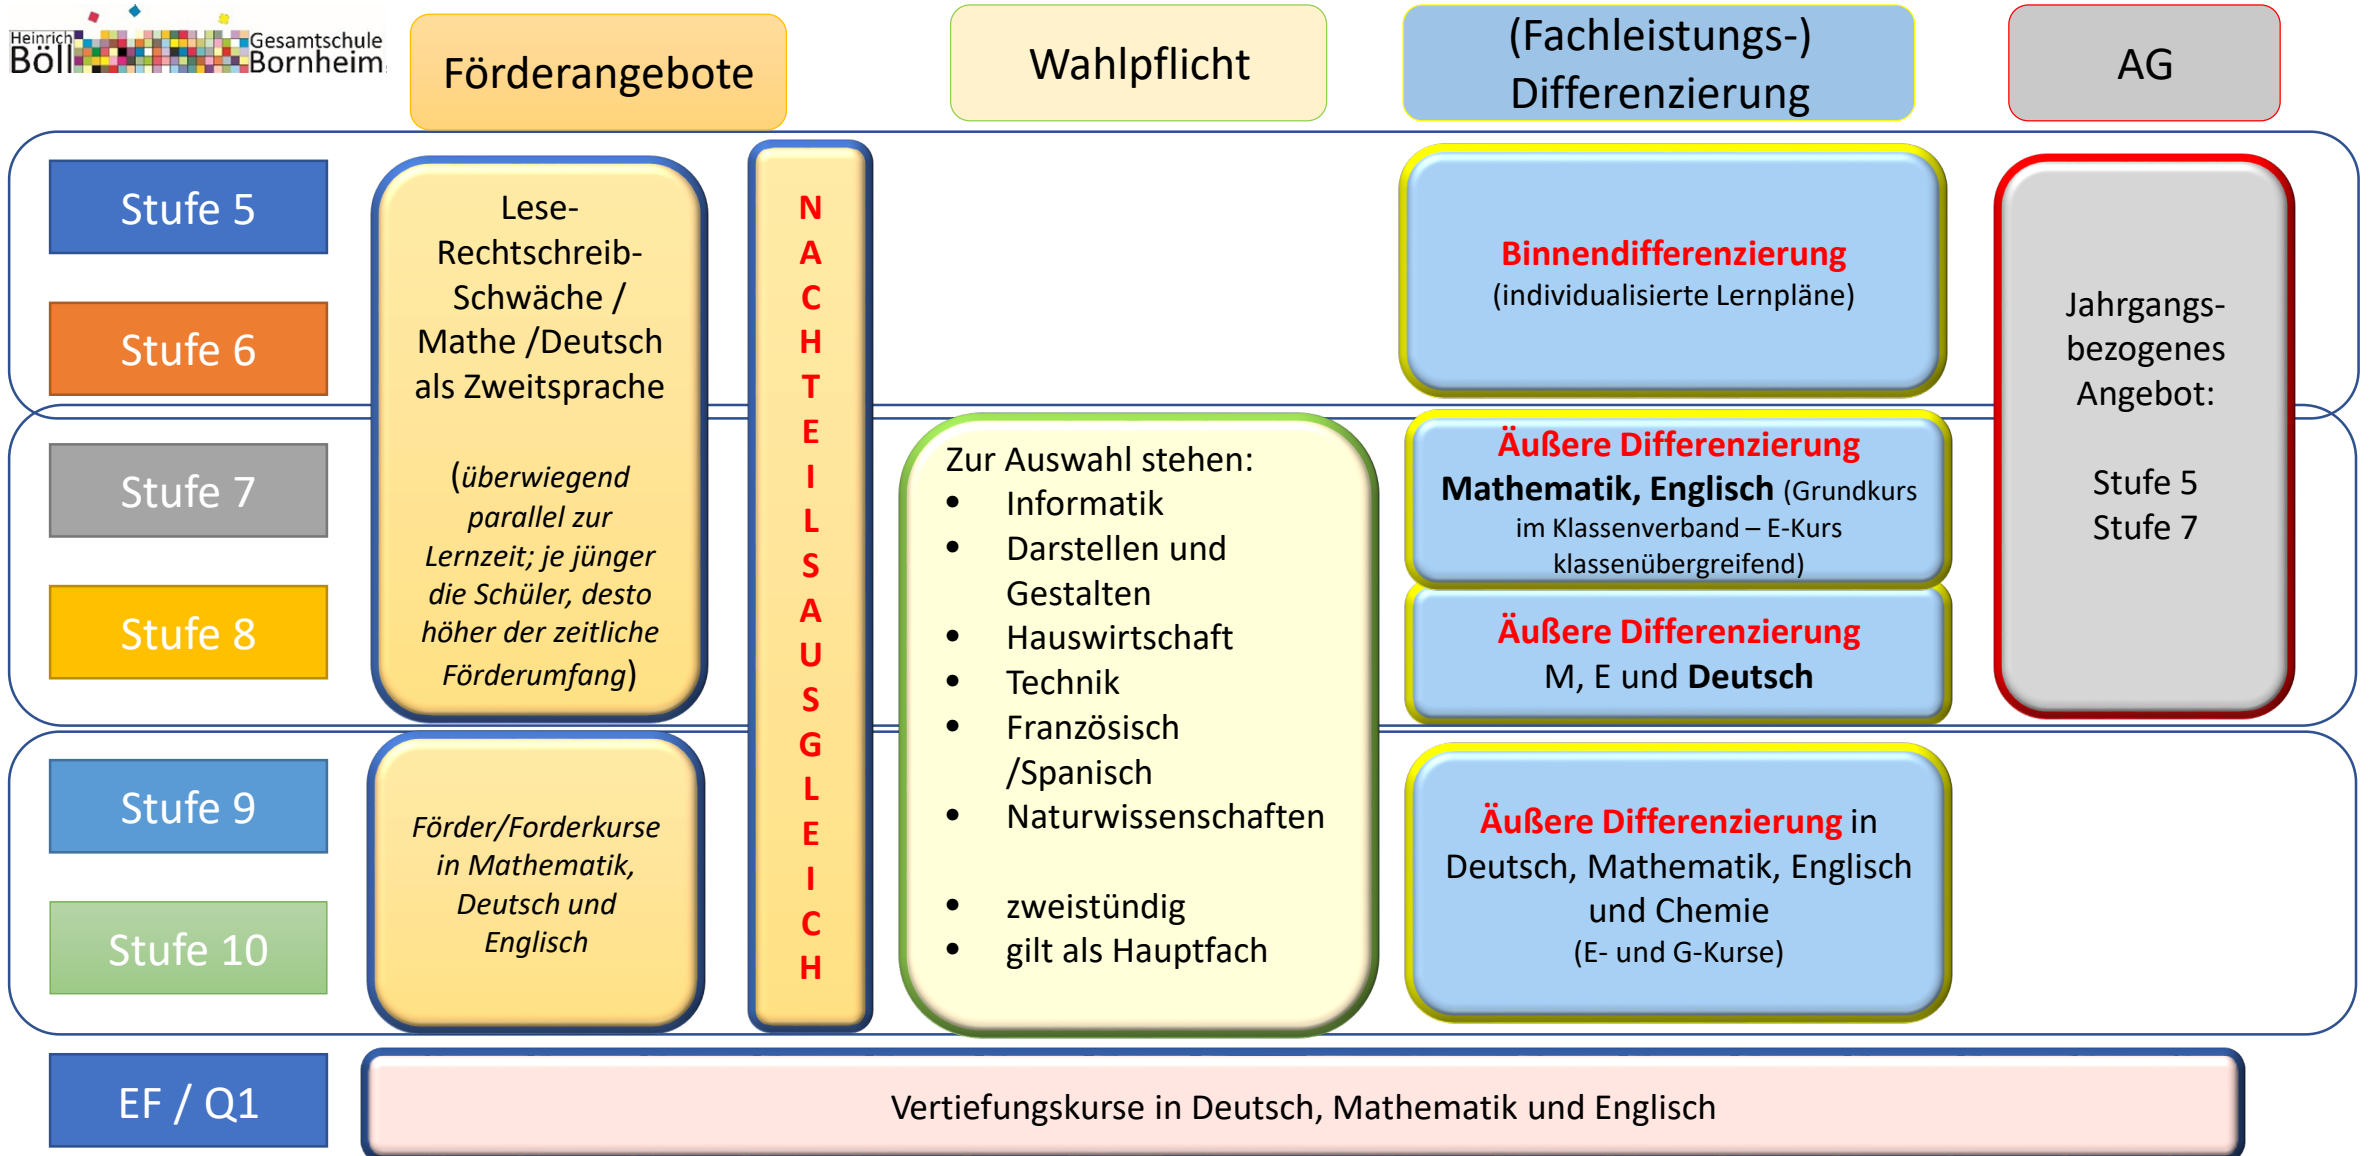 Heinrich
Böll
Gesamtschule
Bornheim
Förderangebote
Wahlpflicht
(Fachleistungs-)
Differenzierung
AG
Stufe 5
Stufe 6
Stufe 7
Stufe 8
Stufe 9
Stufe 10
EF / Q1
Lese-
Rechtschreib-
Schwäche /
Mathe /Deutsch
als Zweitsprache
(überwiegend
parallel zur
Lernzeit; je jünger
die Schüler, desto
höher der zeitliche
Förderumfang)
Förder/Forderkurse
in Mathematik,
Deutsch und
Englisch
N
A
C
H
T
E
I
L
S
A
U
S
G
L
E
I
C
H
Zur Auswahl stehen:
• Informatik
• Darstellen und
Gestalten
• Hauswirtschaft
• Technik
• Französisch
/Spanisch
• Naturwissenschaften
• zweistündig
• gilt als Hauptfach
Binnendifferenzierung
(individualisierte Lernpläne)
Äußere Differenzierung
Mathematik, Englisch (Grundkurs
im Klassenverband – E-Kurs
klassenübergreifend)
Äußere Differenzierung
M, E und Deutsch
Äußere Differenzierung in
Deutsch, Mathematik, Englisch
und Chemie
(E- und G-Kurse)
Jahrgangs-
bezogenes
Angebot:
Stufe 5
Stufe 7
Vertiefungskurse in Deutsch, Mathematik und Englisch